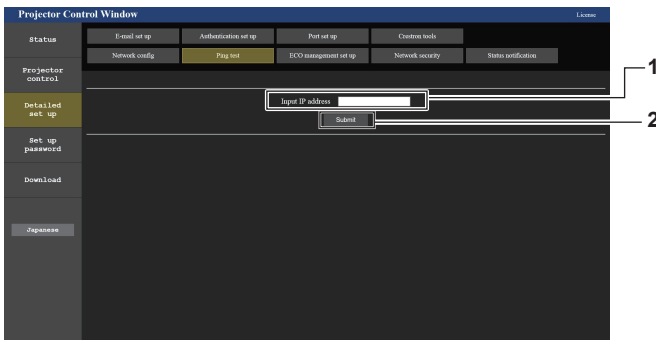 Projector Control Window
License
Status
E-mail set up
Authentication set up
Port set up
Crestron tools
Network config
Ping test
ECO management set up
Network security
Status notification
Projector
control
Detailed
set up
Set up
password
Download
Japanese
Input IP address
Submit
1
2